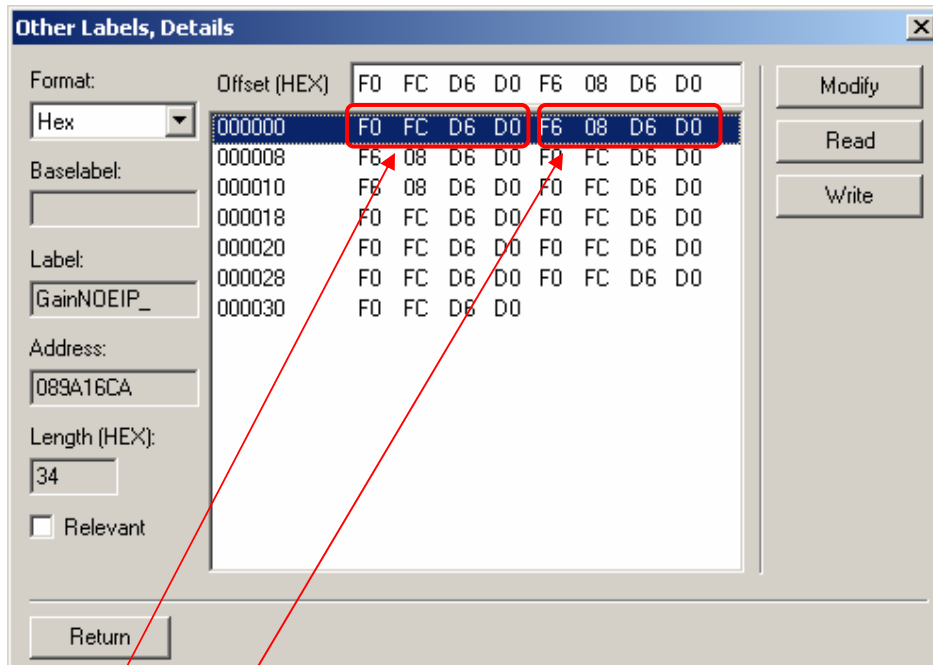 Other Labels, Details
Format:
Hex
Baselabel:
Label:
GainNOEIP_
Address:
089A16CA
Length (HEX):
34
Relevant
Offset (HEX) F0 FC D6 D0 F6 08 D6 D0
000000 F0 FC D6 D0 F6 08 D6 D0
000008 F6 08 D6 D0 F0 FC D6 D0
000010 F6 08 D6 D0 F0 FC D6 D0
000018 F0 FC D6 D0 F0 FC D6 D0
000020 F0 FC D6 D0 F0 FC D6 D0
000028 F0 FC D6 D0 F0 FC D6 D0
000030 F0 FC D6 D0
Modify
Read
Write
Return